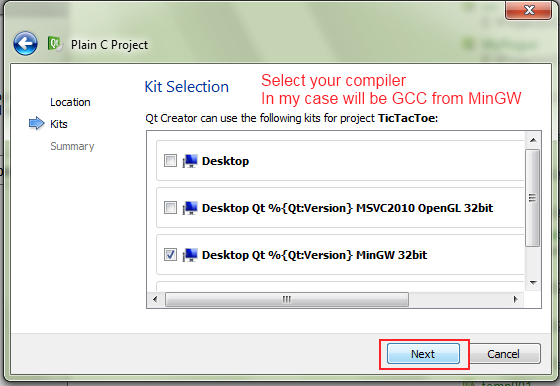 Plain C Project
Kit Selection
Select your compiler
In my case will be GCC from MinGW
Location
Kits
Summary
Qt Creator can use the following kits for project TicTacToe:
Desktop
Desktop Qt %{Qt:Version} MSVC2010 OpenGL 32bit
Desktop Qt %{Qt:Version} MinGW 32bit
Next
Cancel